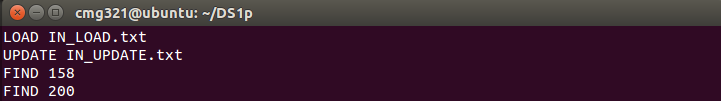 cmg321@ubuntu: ~/DS1p
LOAD IN_LOAD.txt
UPDATE IN_UPDATE.txt
FIND 158
FIND 200